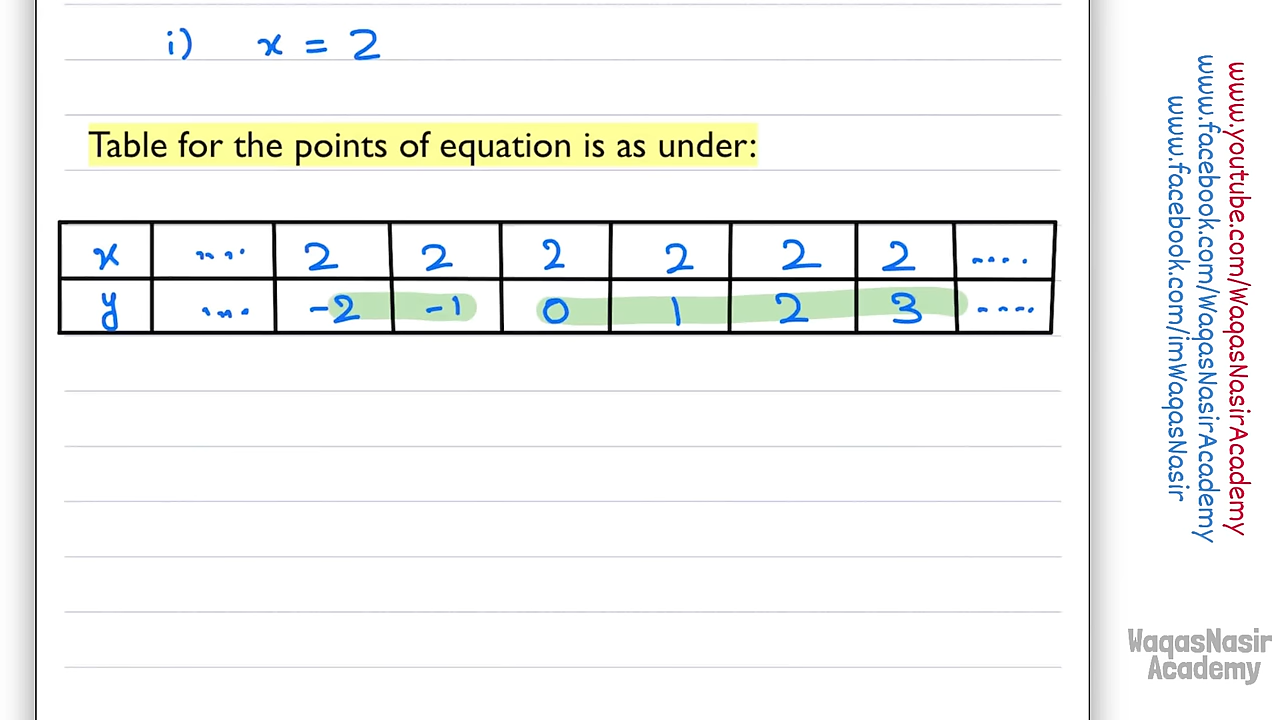 i) x = 2
Table for the points of equation is as under:
x .... 2 2 2 2 2 2 ....
y .... -2 -1 0 1 2 3 ....
www.youtube.com/WaqasNasirAcademy
www.facebook.com/WaqasNasirAcademy
www.facebook.com/imWaqasNasir
WaqasNasir
Academy